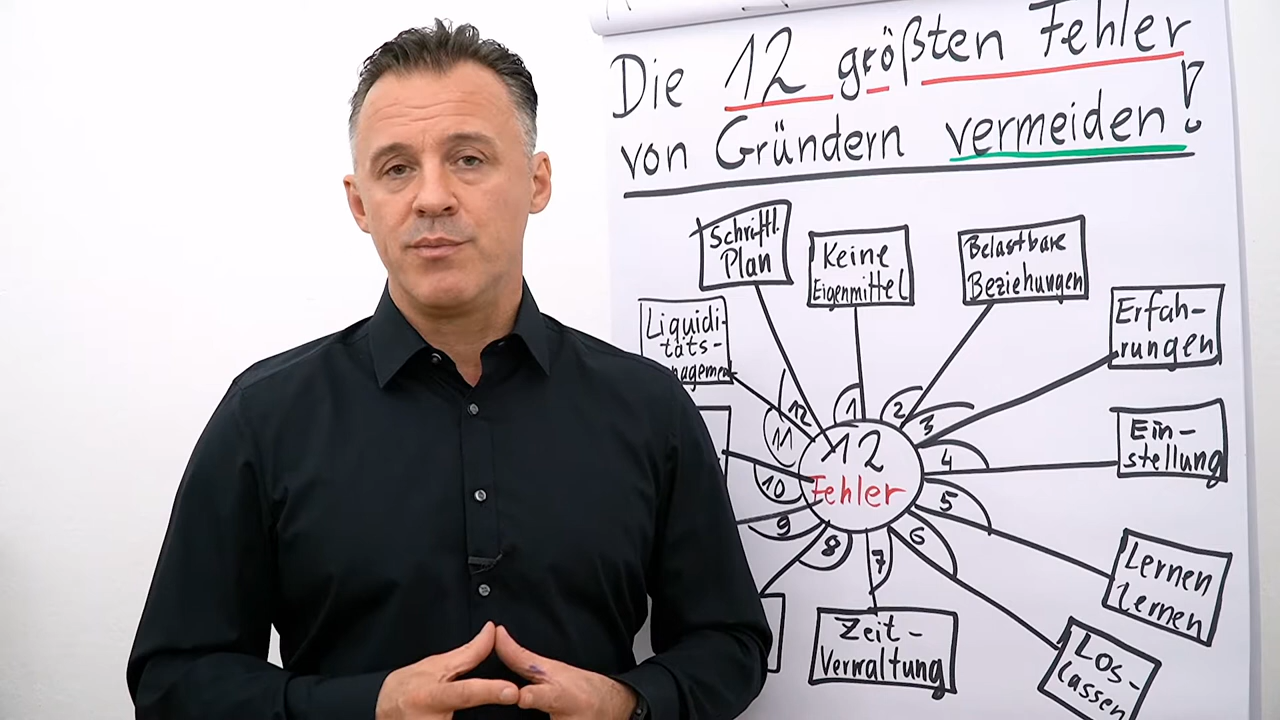 Die 12 größten Fehler
von Gründern vermeiden!
Schriftl.
Plan
Keine
Eigenmittel
Belastbare
Beziehungen
Liquidi-
täts-
Erfah-
rungen
Ein-
stellung
Lernen
Lernen
Los-
lassen
Zeit-
Verwaltung
12
Fehler
1
2
3
4
5
6
7
8
9
10
11
12